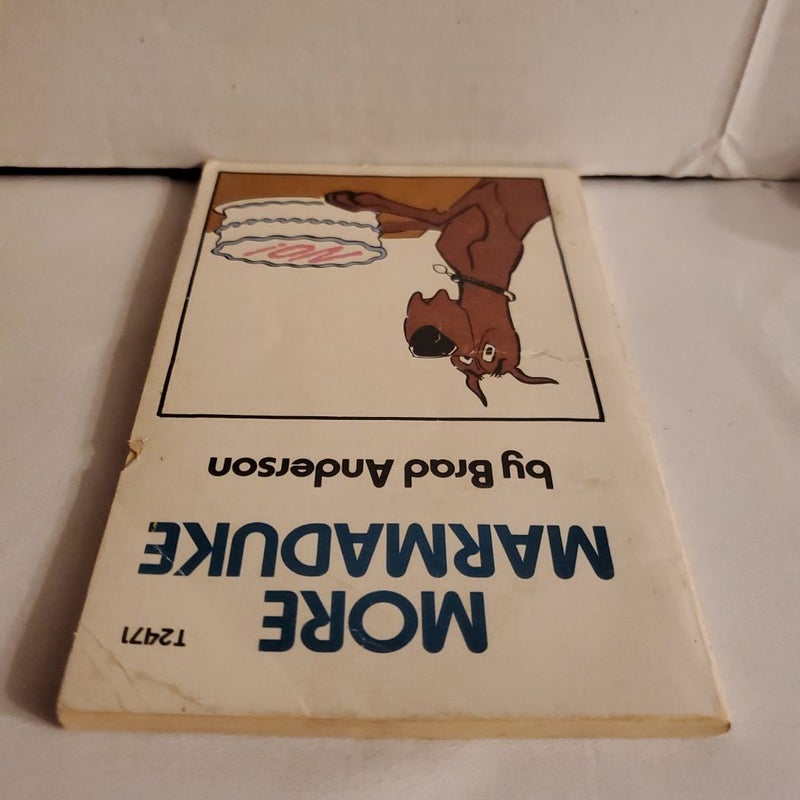 T2471
MORE
MARMADUKE
by Brad Anderson
NO!